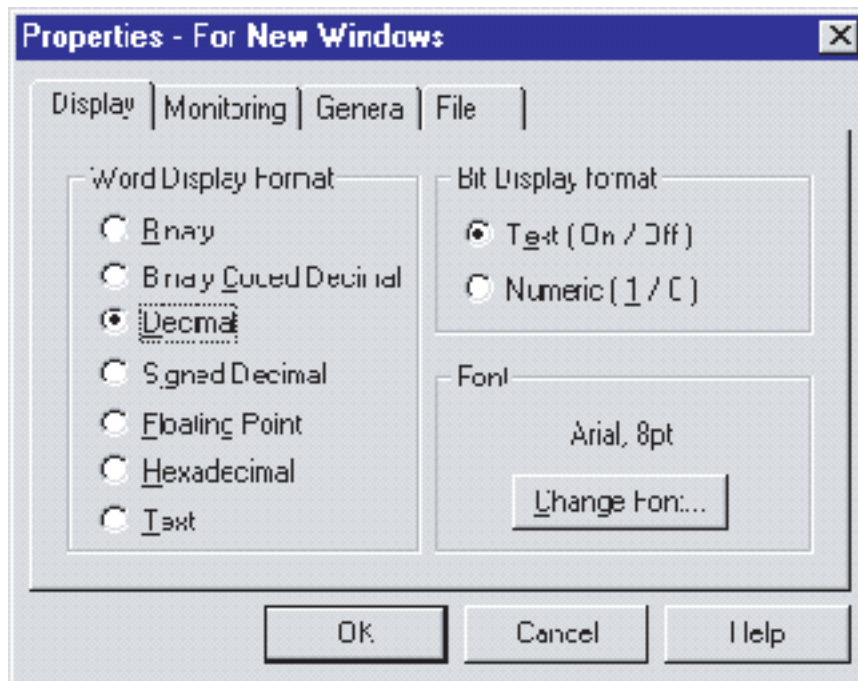 Properties - For New Windows
Display Monitoring Genera File
Word Display Format
Binary
Binary Coded Decimal
Decimal
Signed Decimal
Floating Point
Hexadecimal
Text
Bit Display format
Text ( On / Off )
Numeric ( 1 / 0 )
Font
Arial, 8pt
Change Font...
OK Cancel Help